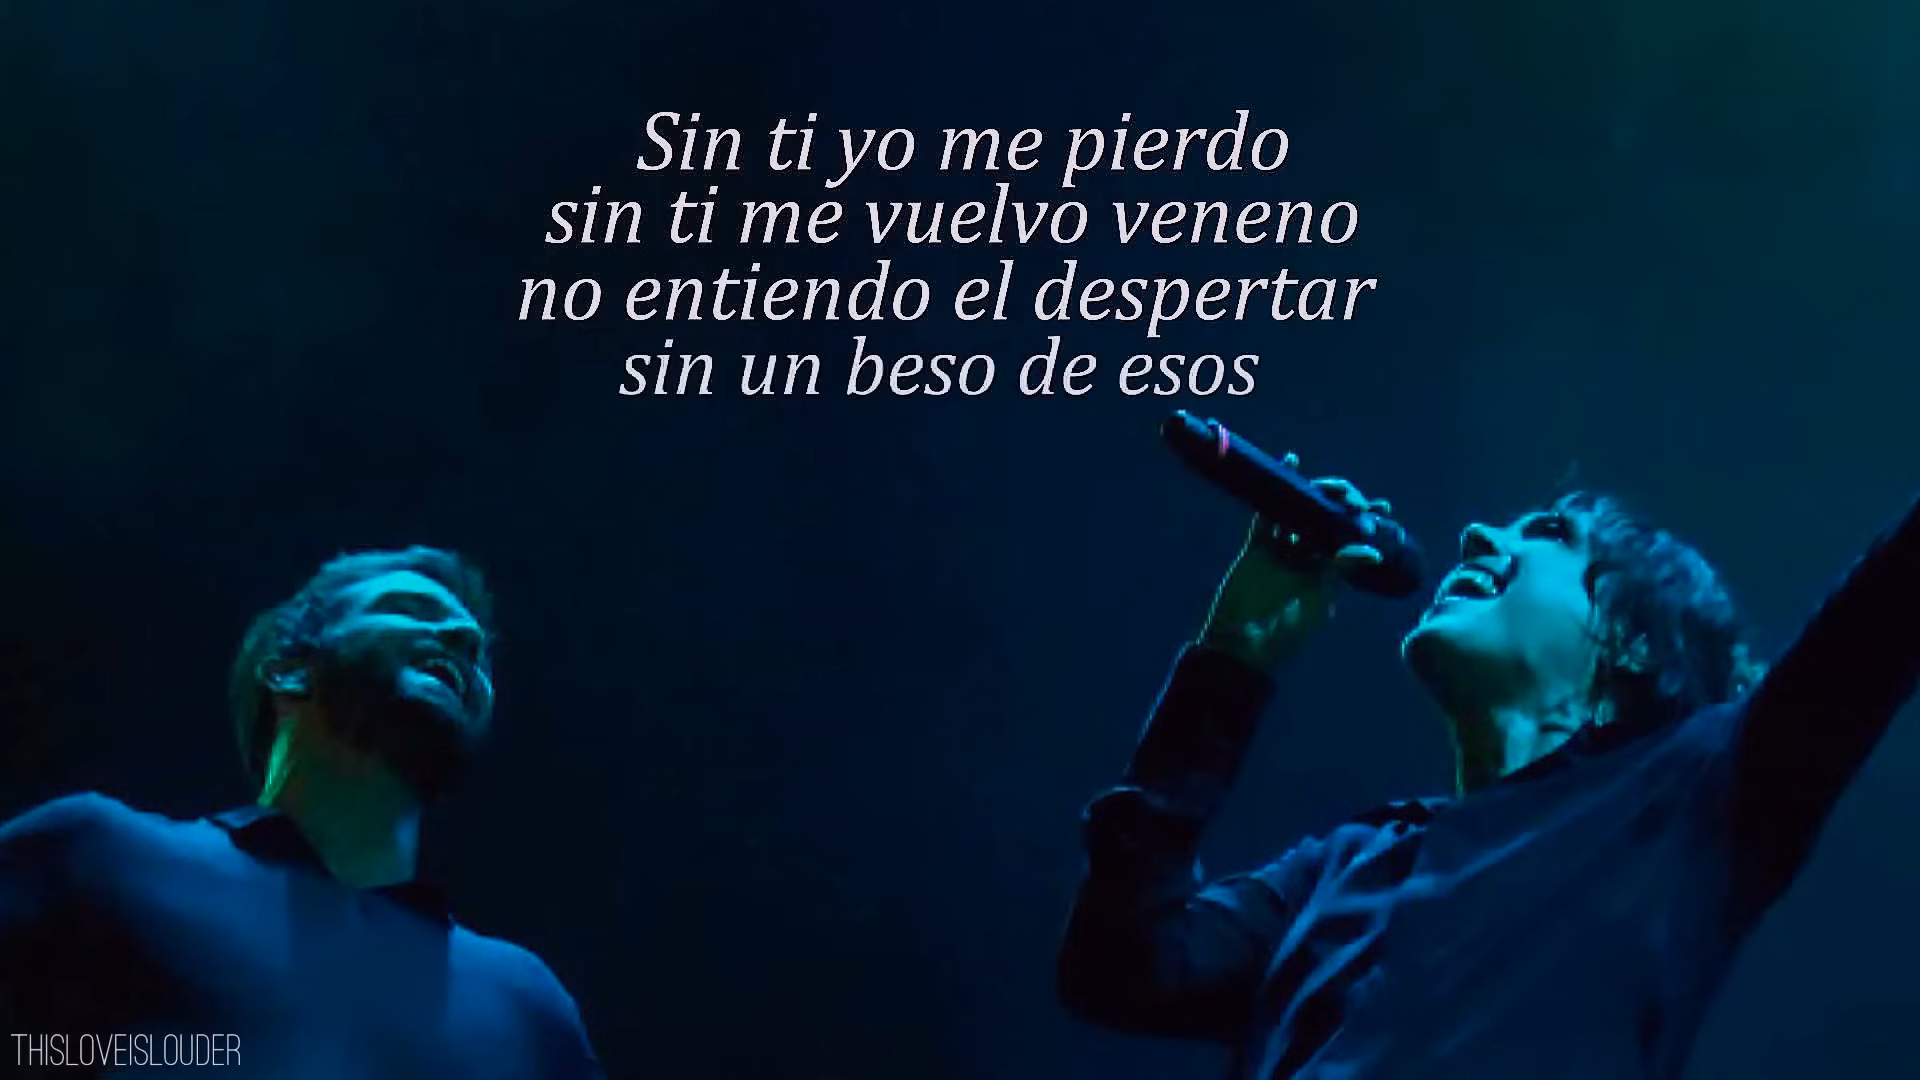 Sin ti yo me pierdo
sin ti me vuelvo veneno
no entiendo el despertar
sin un beso de esos
THISLOVEISLOUDER